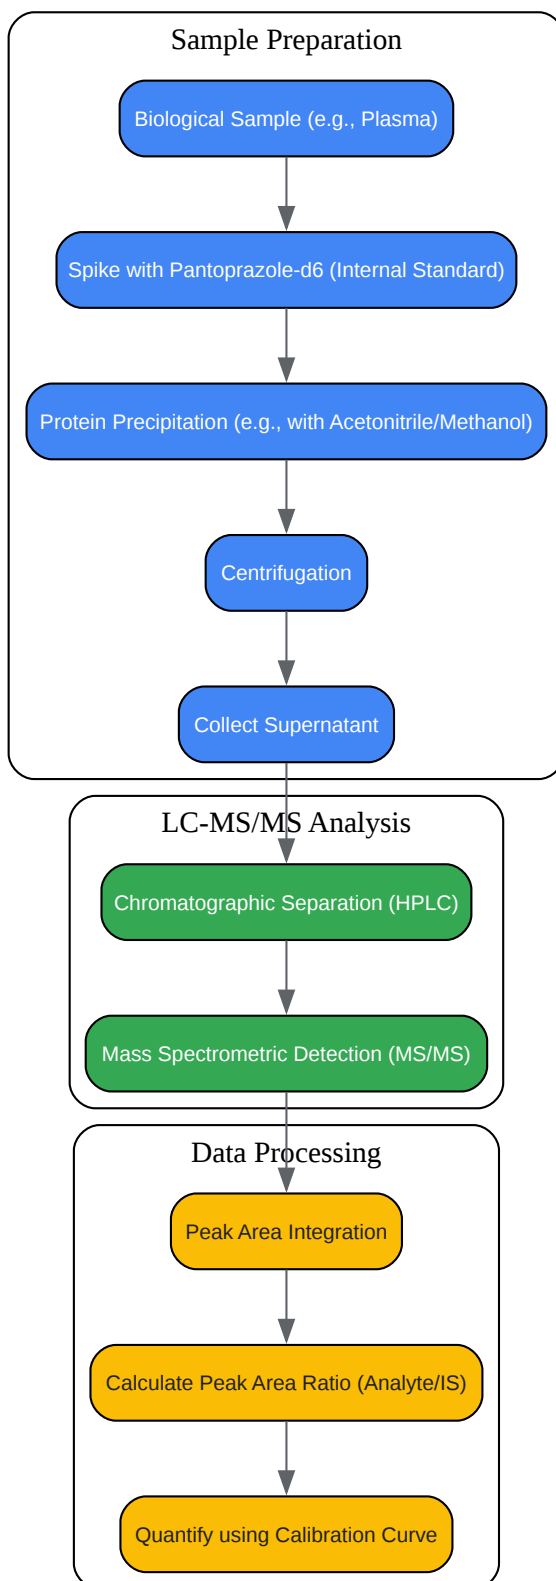 Sample Preparation
Biological Sample (e.g., Plasma)
Spike with Pantoprazole-d6 (Internal Standard)
Protein Precipitation (e.g., with Acetonitrile/Methanol)
Centrifugation
Collect Supernatant
LC-MS/MS Analysis
Chromatographic Separation (HPLC)
Mass Spectrometric Detection (MS/MS)
Data Processing
Peak Area Integration
Calculate Peak Area Ratio (Analyte/IS)
Quantify using Calibration Curve